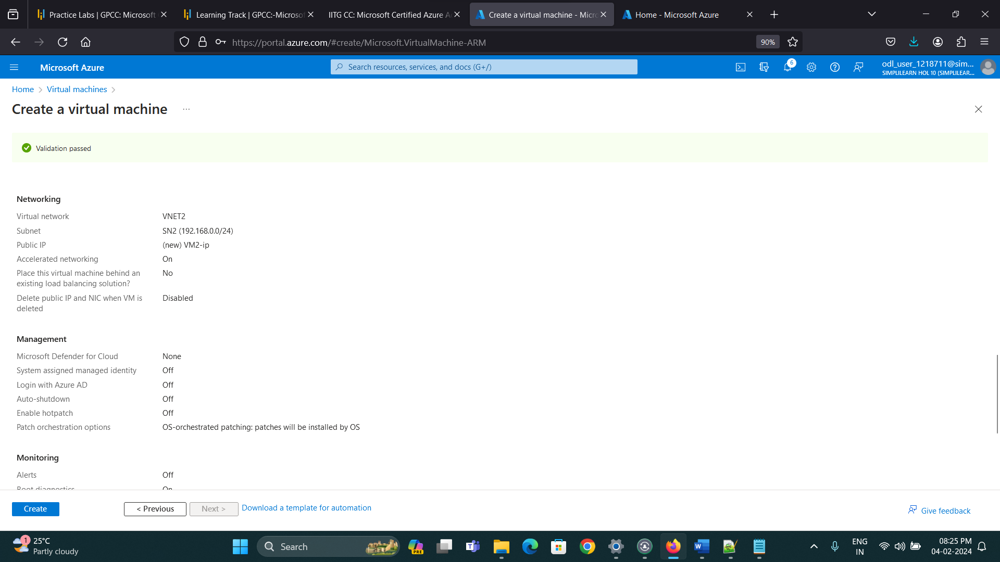 Practice Labs | GPCC: Microsoft
Learning Track | GPCC:-Microsof
IITG CC: Microsoft Certified Azure A
Create a virtual machine - Micro
Home - Microsoft Azure
https://portal.azure.com/#create/Microsoft.VirtualMachine-ARM
90%
Microsoft Azure
Search resources, services, and docs (G+/)
6
odl_user_1218711@sim...
SIMPLILEARN HOL 10 (SIMPLILEAR...
Home > Virtual machines >
Create a virtual machine ...
Validation passed
Networking
Virtual network VNET2
Subnet SN2 (192.168.0.0/24)
Public IP (new) VM2-ip
Accelerated networking On
Place this virtual machine behind an No
existing load balancing solution?
Delete public IP and NIC when VM is Disabled
deleted
Management
Microsoft Defender for Cloud None
System assigned managed identity Off
Login with Azure AD Off
Auto-shutdown Off
Enable hotpatch Off
Patch orchestration options OS-orchestrated patching: patches will be installed by OS
Monitoring
Alerts Off
Boot diagnostics On
Create
< Previous
Next >
Download a template for automation
Give feedback
1
25°C
Partly cloudy
Search
PRE
ENG
IN
08:25 PM
04-02-2024